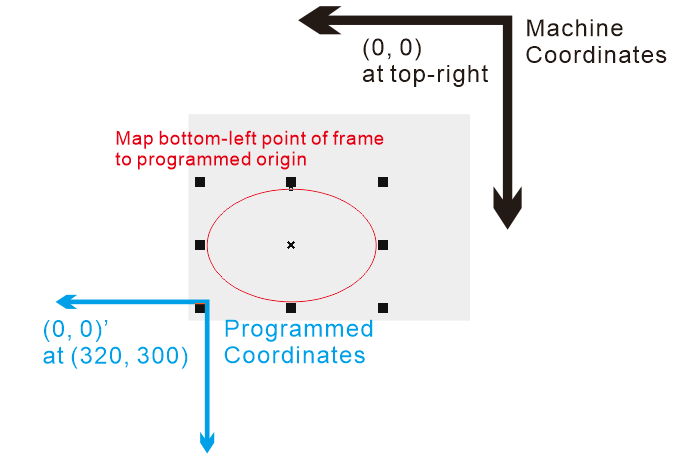 Machine
Coordinates
(0, 0)
at top-right
Map bottom-left point of frame
to programmed origin
(0, 0)’
at (320, 300)
Programmed
Coordinates